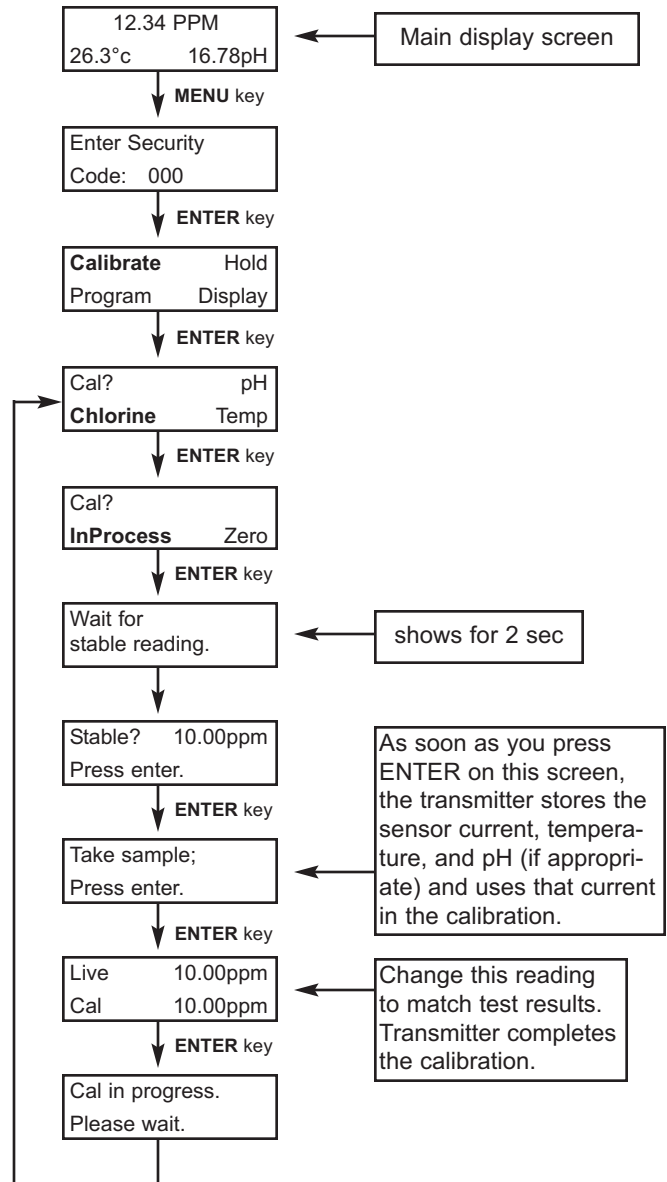 12.34 PPM
26.3°c 16.78pH
Main display screen
MENU key
Enter Security
Code: 000
ENTER key
Calibrate Hold
Program Display
ENTER key
Cal? pH
Chlorine Temp
ENTER key
Cal?
InProcess Zero
ENTER key
Wait for
stable reading.
shows for 2 sec
Stable? 10.00ppm
Press enter.
ENTER key
Take sample;
Press enter.
As soon as you press
ENTER on this screen,
the transmitter stores the
sensor current, tempera-
ture, and pH (if appropri-
ate) and uses that current
in the calibration.
ENTER key
Live 10.00ppm
Cal 10.00ppm
Change this reading
to match test results.
Transmitter completes
the calibration.
ENTER key
Cal in progress.
Please wait.